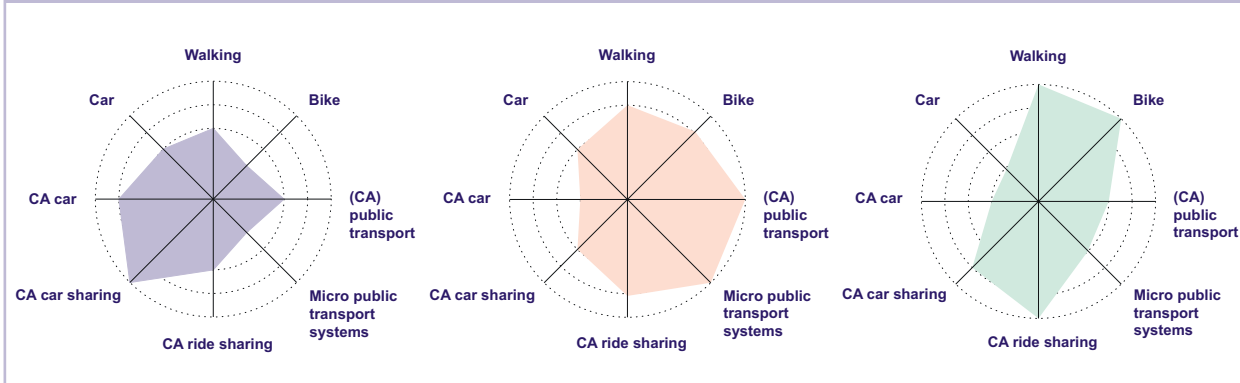 Walking
Car
Bike
CA car
(CA)
public
transport
CA car sharing
Micro public
transport
systems
CA ride sharing
Walking
Car
Bike
CA car
(CA)
public
transport
CA car sharing
Micro public
transport
systems
CA ride sharing
Walking
Car
Bike
CA car
(CA)
public
transport
CA car sharing
Micro public
transport
systems
CA ride sharing